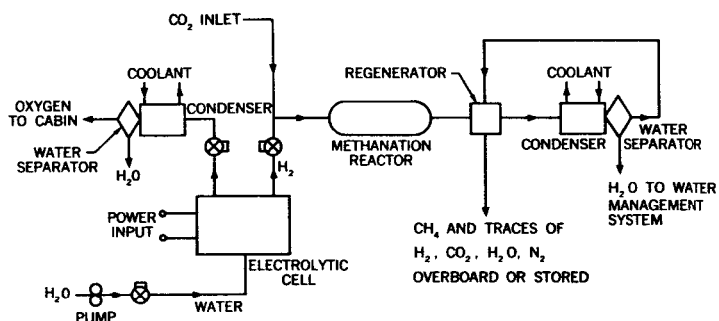 CO₂ INLET
COOLANT
CONDENSER
OXYGEN
TO CABIN
WATER
SEPARATOR
H₂O
H₂
POWER
INPUT
ELECTROLYTIC
CELL
H₂O
PUMP
WATER
METHANATION
REACTOR
REGENERATOR
COOLANT
CONDENSER
WATER
SEPARATOR
H₂O TO WATER
MANAGEMENT
SYSTEM
CH₄ AND TRACES OF
H₂, CO₂, H₂O, N₂
OVERBOARD OR STORED